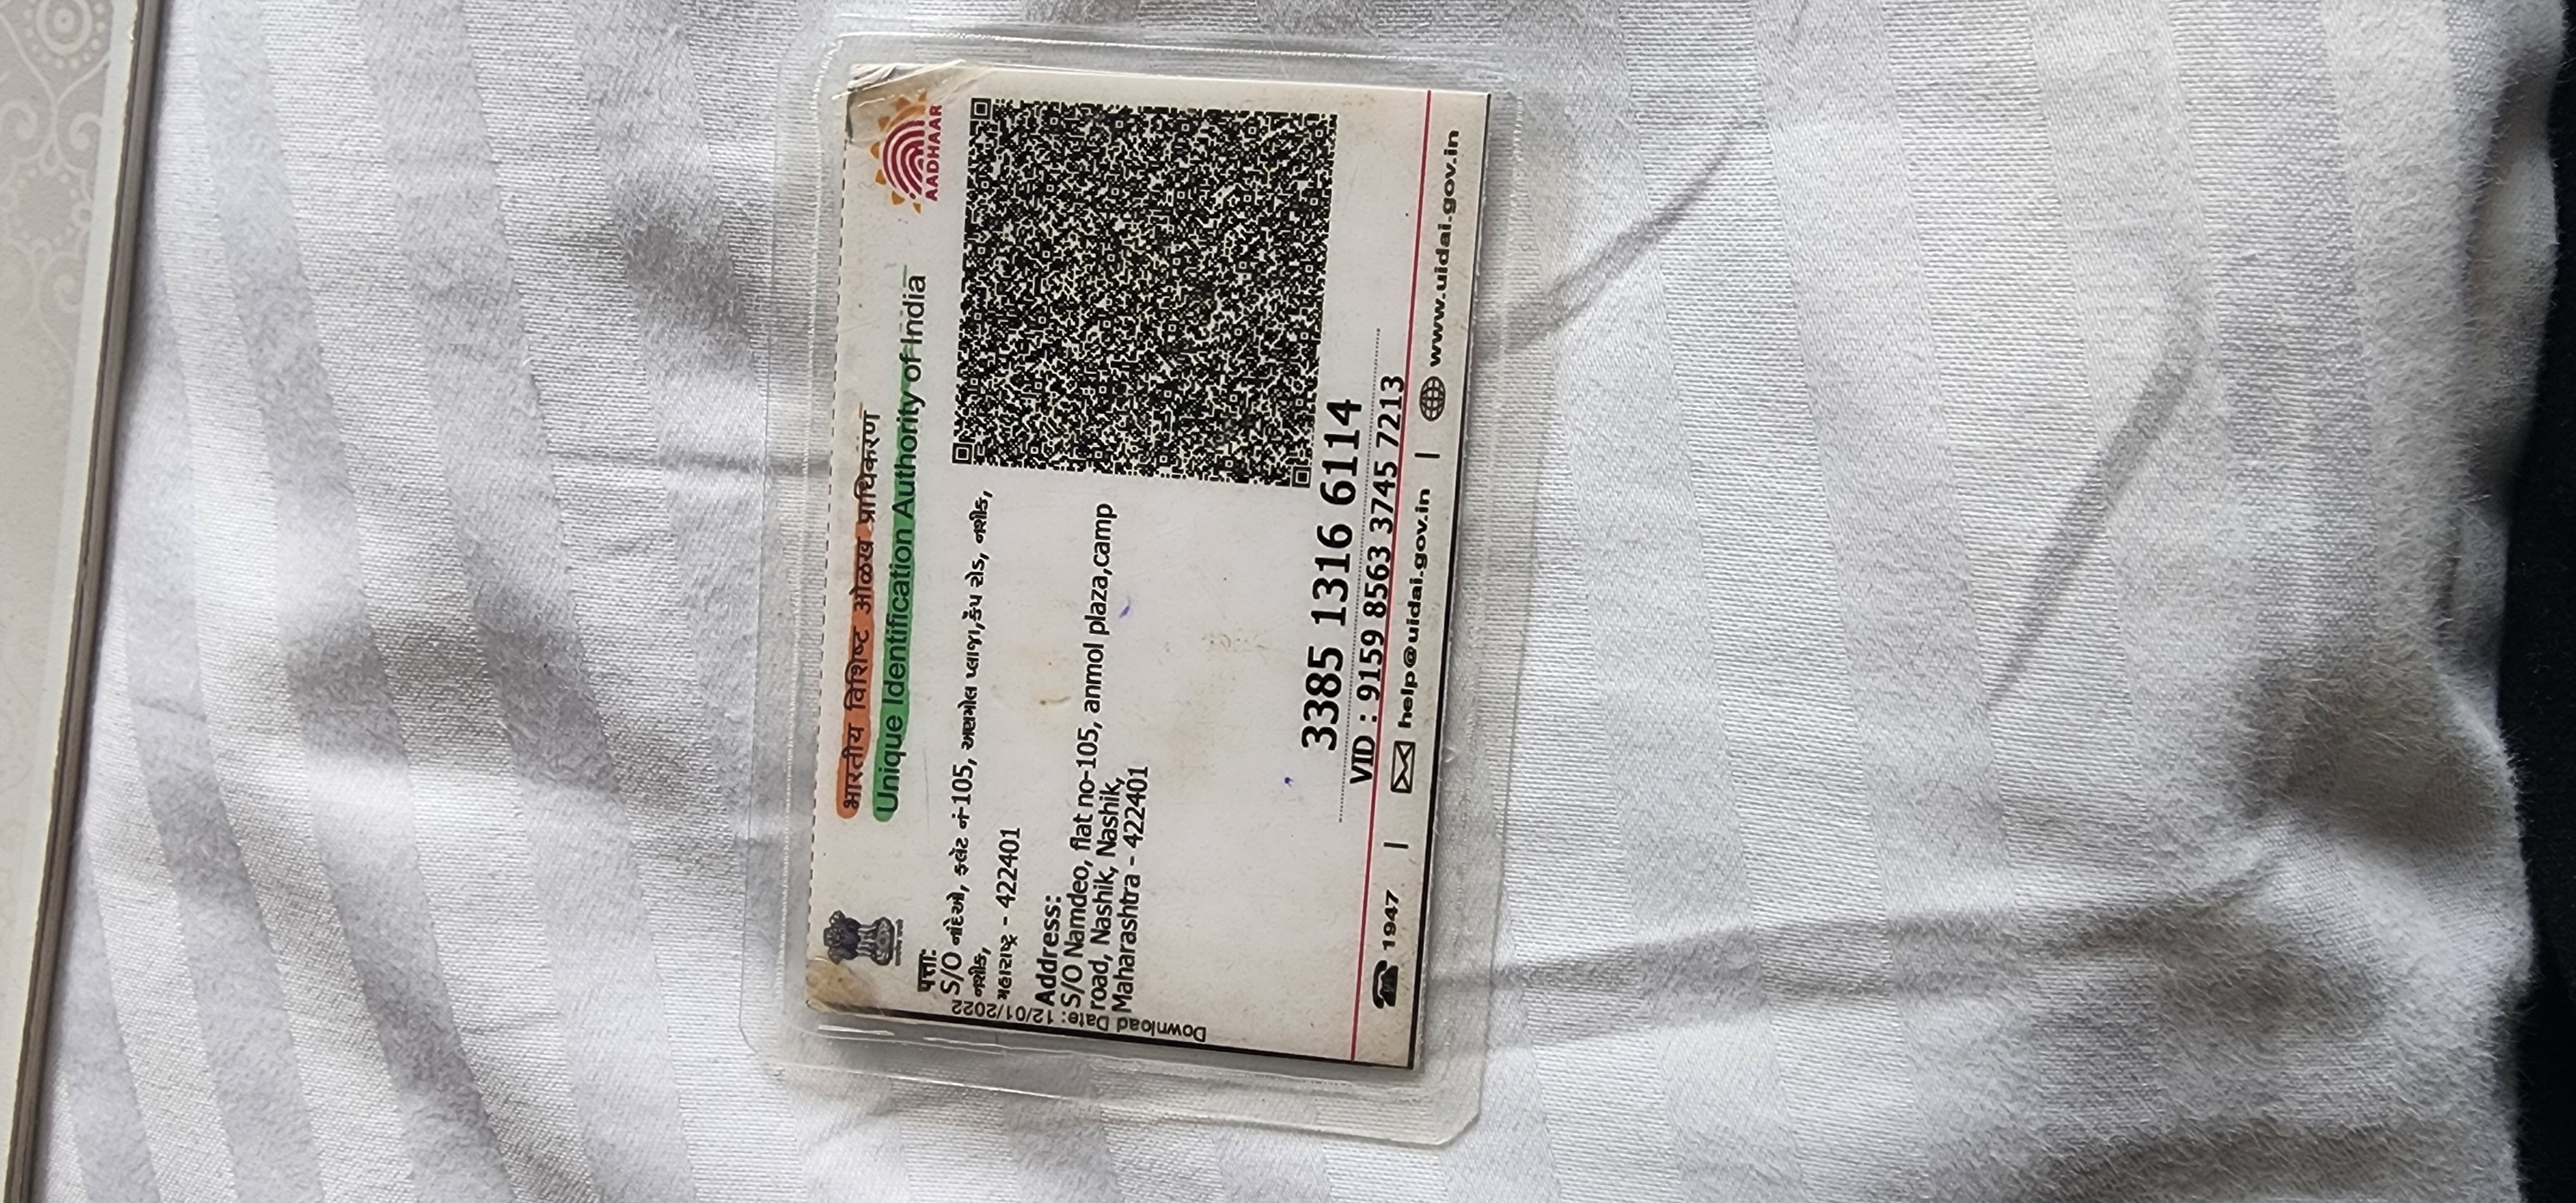 भारतीय विशिष्ट ओळख प्राधिकरण
Unique Identification Authority of India
AADHAAR
पत्ता:
S/O નાંદેઓ, ફ્લૅટ નં-105, અણમોલ પ્લાજા,કૅંપ રોડ, નશીક,
નશીક,
મહારાષ્ટ્ર - 422401
Address:
S/O Namdeo, flat no-105, anmol plaza,camp
road, Nashik, Nashik,
Maharashtra - 422401
Download Date: 12/01/2022
3385 1316 6114
VID : 9159 8563 3745 7213
1947 | help@uidai.gov.in | www.uidai.gov.in